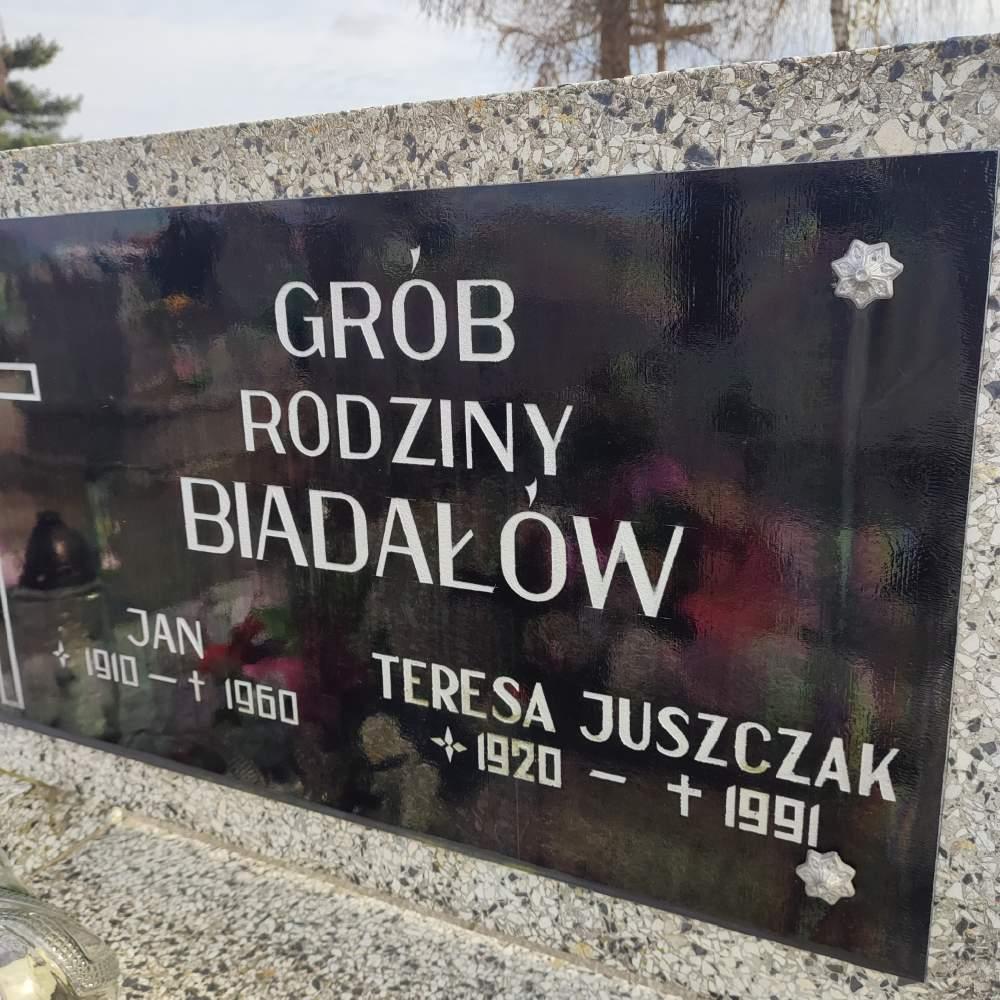 GRÓB
RODZINY
BIADAŁÓW
JAN
1910 – † 1960
TERESA JUSZCZAK
1920 – † 1991